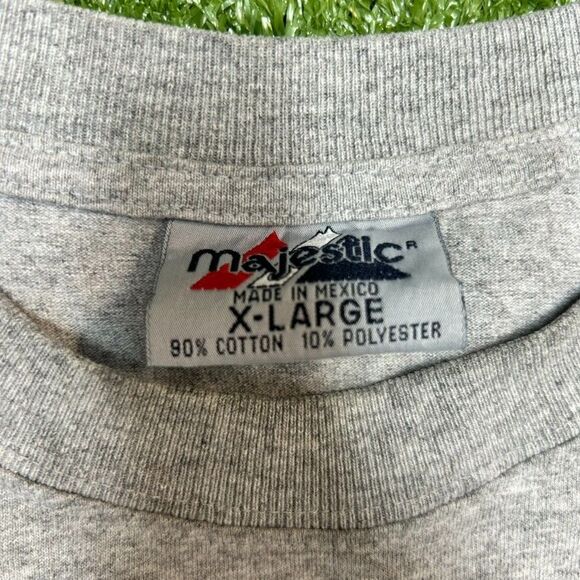 majestic R
MADE IN MEXICO
X-LARGE
90% COTTON 10% POLYESTER